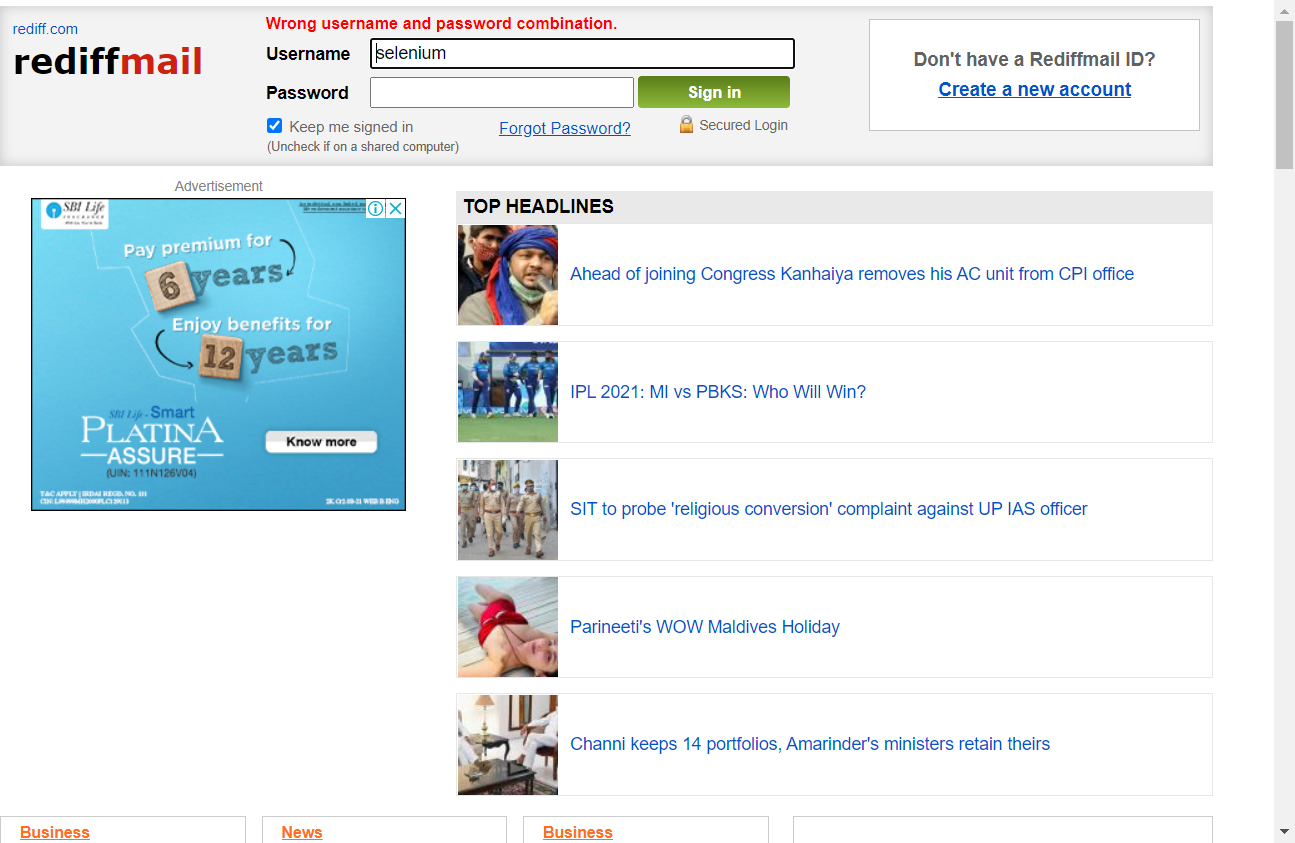 rediff.com
rediffmail
Wrong username and password combination.
Username
selenium
Password
Sign in
Keep me signed in
(Uncheck if on a shared computer)
Forgot Password?
Secured Login
Don't have a Rediffmail ID?
Create a new account
Advertisement
SBI Life
INSURANCE
Pay premium for
6 years
Enjoy benefits for
12 years
SBI Life - Smart
PLATINA
ASSURE
(UIN: 111N126V04)
Know more
T&C APPLY | IRDAI REGD. NO. 111
TOP HEADLINES
Ahead of joining Congress Kanhaiya removes his AC unit from CPI office
IPL 2021: MI vs PBKS: Who Will Win?
SIT to probe 'religious conversion' complaint against UP IAS officer
Parineeti's WOW Maldives Holiday
Channi keeps 14 portfolios, Amarinder's ministers retain theirs
Business
News
Business